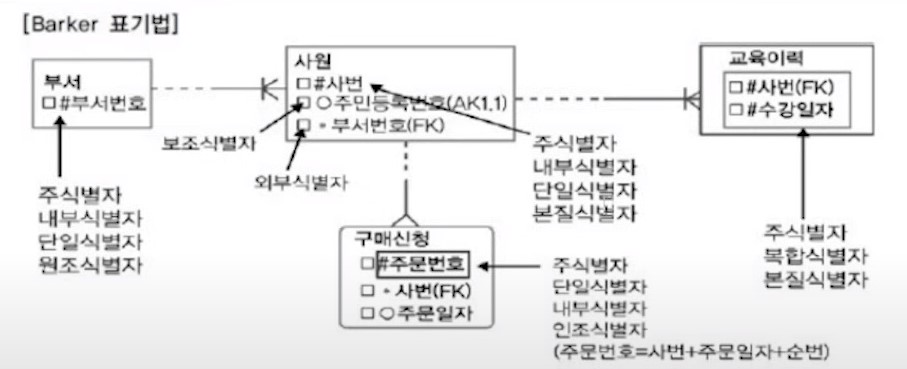 [Barker 표기법]
부서
□ #부서번호
주식별자
내부식별자
단일식별자
원조식별자
사원
□ #사번
□ ○주민등록번호(AK1.1)
□ * 부서번호(FK)
보조식별자
외부식별자
주식별자
내부식별자
단일식별자
본질식별자
교육이력
□ #사번(FK)
□ #수강일자
주식별자
복합식별자
본질식별자
구매신청
□ #주문번호
□ * 사번(FK)
□ ○주문일자
주식별자
단일식별자
내부식별자
인조식별자
(주문번호=사번+주문일자+순번)